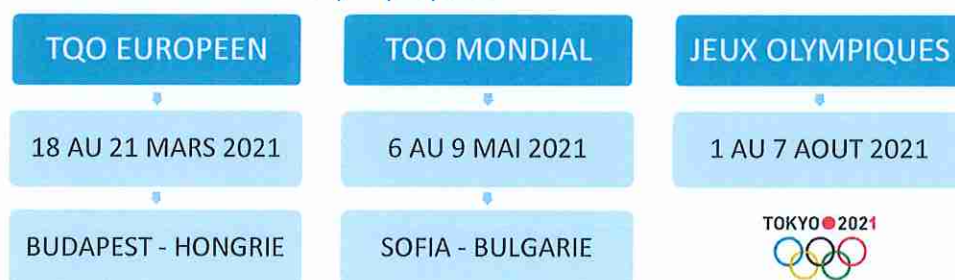 TQO EUROPEEN
18 AU 21 MARS 2021
BUDAPEST - HONGRIE
TQO MONDIAL
6 AU 9 MAI 2021
SOFIA - BULGARIE
JEUX OLYMPIQUES
1 AU 7 AOUT 2021
TOKYO 2021